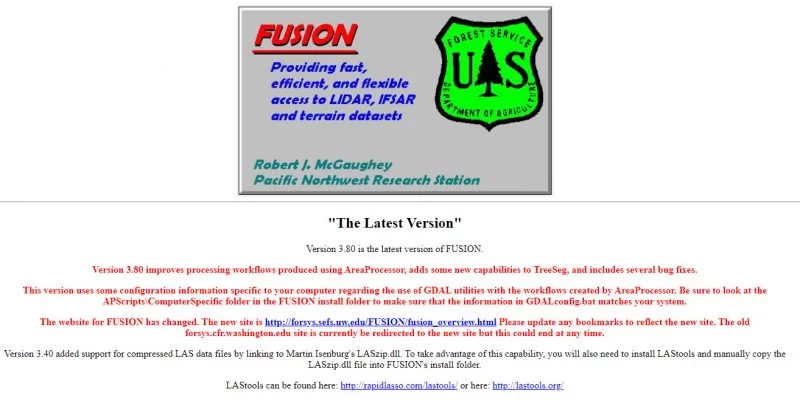 FUSION
Providing fast,
efficient, and flexible
access to LIDAR, IFSAR
and terrain datasets
FOREST SERVICE
U S
DEPARTMENT OF AGRICULTURE
Robert J. McGaughey
Pacific Northwest Research Station
"The Latest Version"
Version 3.80 is the latest version of FUSION.
Version 3.80 improves processing workflows produced using AreaProcessor, adds some new capabilities to TreeSeg, and includes several bug fixes.
This version uses some configuration information specific to your computer regarding the use of GDAL utilities with the workflows created by AreaProcessor. Be sure to look at the
APScripts\ComputerSpecific folder in the FUSION install folder to make sure that the information in GDALconfig.bat matches your system.
The website for FUSION has changed. The new site is http://forsys.sefs.uw.edu/FUSION/fusion_overview.html Please update any bookmarks to reflect the new site. The old
forsys.cfr.washington.edu site is currently be redirected to the new site but this could end at any time.
Version 3.40 added support for compressed LAS data files by linking to Martin Isenburg's LASzip.dll. To take advantage of this capability, you will also need to install LAStools and manually copy the
LASzip.dll file into FUSION's install folder.
LAStools can be found here: http://rapidlasso.com/lastools/ or here: http://lastools.org/